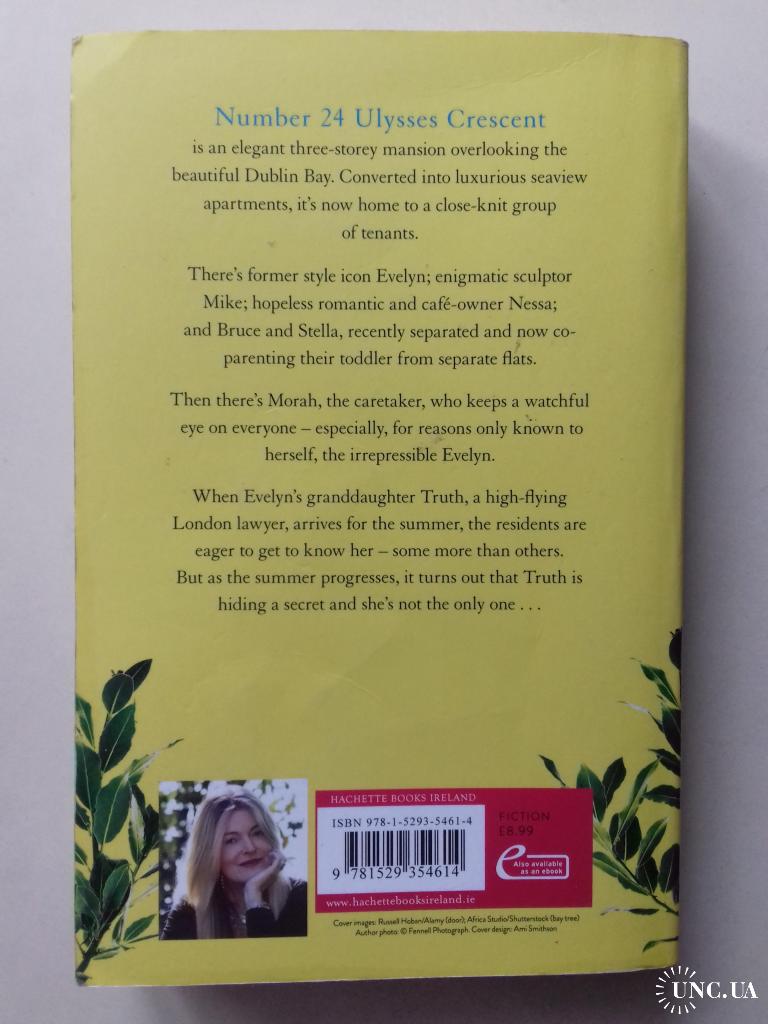 Number 24 Ulysses Crescent
is an elegant three-storey mansion overlooking the
beautiful Dublin Bay. Converted into luxurious seaview
apartments, it's now home to a close-knit group
of tenants.
There's former style icon Evelyn; enigmatic sculptor
Mike; hopeless romantic and café-owner Nessa;
and Bruce and Stella, recently separated and now co-
parenting their toddler from separate flats.
Then there's Morah, the caretaker, who keeps a watchful
eye on everyone – especially, for reasons only known to
herself, the irrepressible Evelyn.
When Evelyn's granddaughter Truth, a high-flying
London lawyer, arrives for the summer, the residents are
eager to get to know her – some more than others.
But as the summer progresses, it turns out that Truth is
hiding a secret and she's not the only one . . .
HACHETTE BOOKS IRELAND
ISBN 978-1-5293-5461-4
9 781529 354614
www.hachettebooksireland.ie
FICTION
£8.99
e
Also available
as an ebook
Cover images: Russell Hoban/Alamy (door); Africa Studio/Shutterstock (bay tree)
Author photo: © Fennell Photograph. Cover design: Ami Smithson
UNC.UA